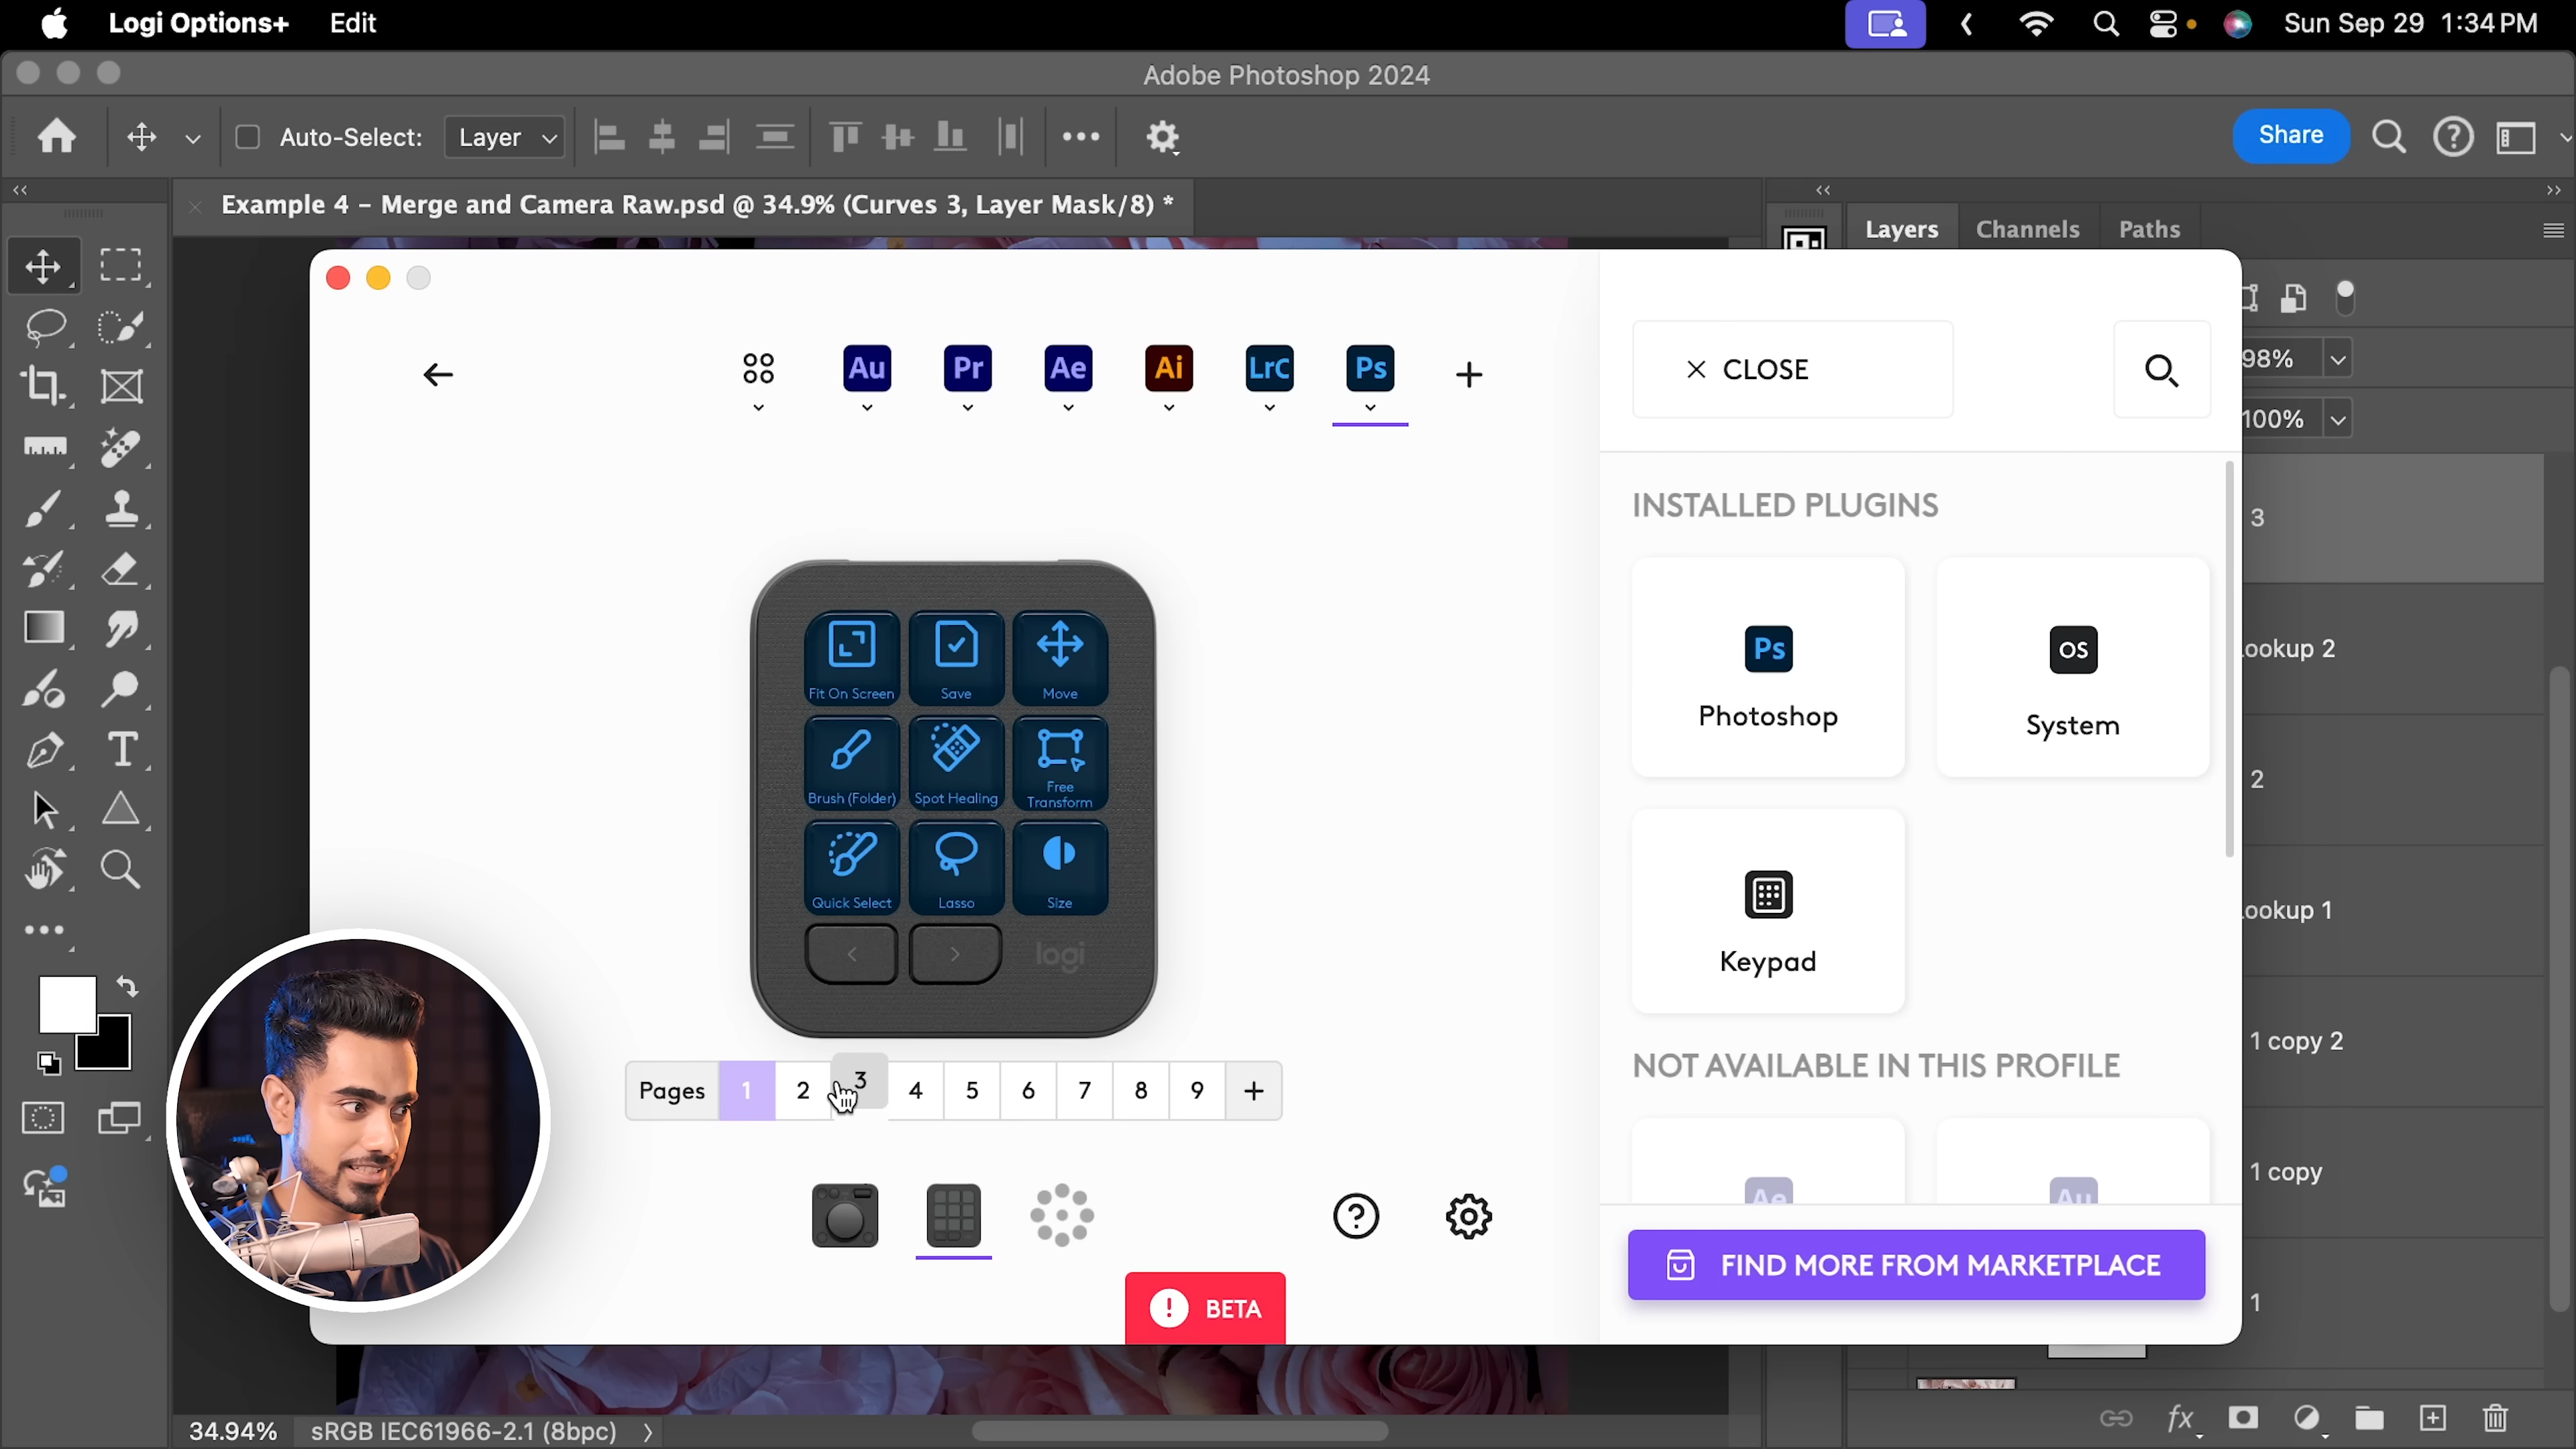 Logi Options+ Edit Sun Sep 29 1:34 PM
Adobe Photoshop 2024
Auto-Select: Layer Share
Example 4 – Merge and Camera Raw.psd @ 34.9% (Curves 3, Layer Mask/8) *
Layers Channels Paths
98%
100%
3
Lookup 2
2
Lookup 1
1 copy 2
1 copy
1
Au Pr Ae Ai LrC Ps +
CLOSE
INSTALLED PLUGINS
Ps
Photoshop
OS
System
Keypad
NOT AVAILABLE IN THIS PROFILE
Ae Au
FIND MORE FROM MARKETPLACE
Fit On Screen Save Move
Brush (Folder) Spot Healing Free
Transform
Quick Select Lasso Size
logi
Pages 1 2 3 4 5 6 7 8 9 +
BETA
T
34.94% sRGB IEC61966-2.1 (8bpc)
fx